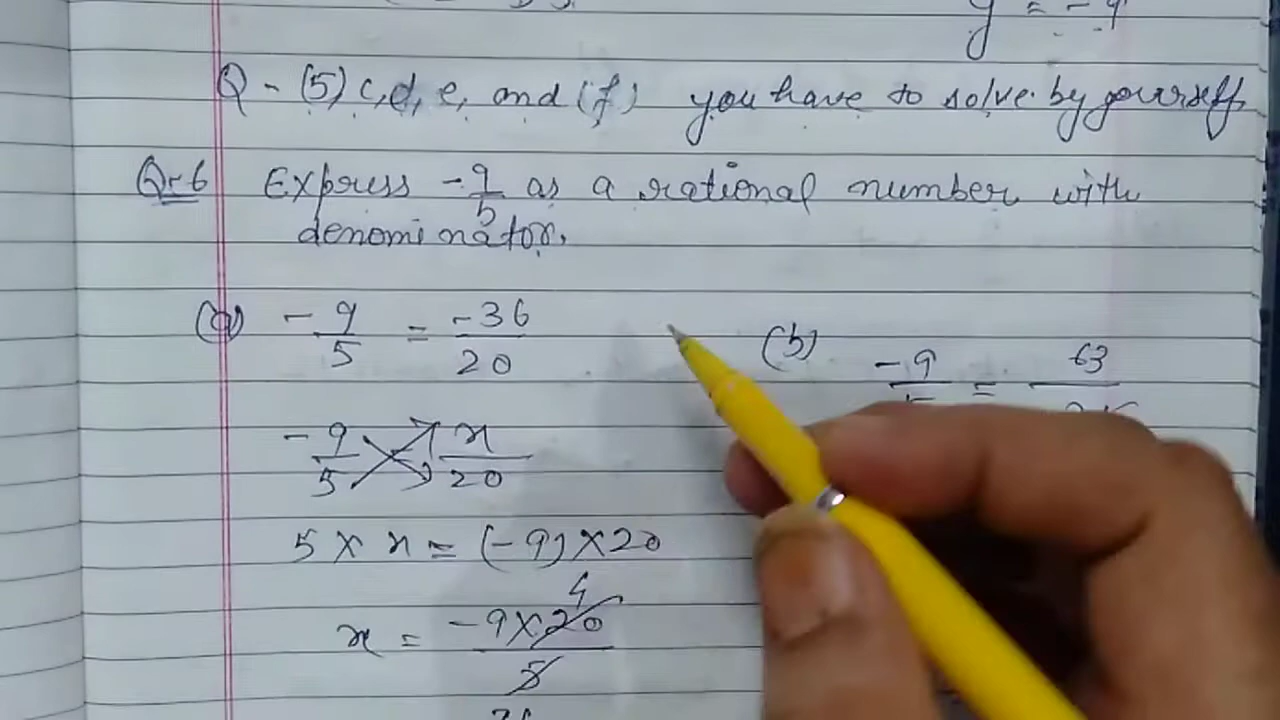 y = -9
Q - (5) c, d, e, and (f) you have to solve by yourself
Q-6 Express -9/5 as a rational number with
denominator.
(a) -9/5 = -36/20
(b) -9/5 = 63/
-9/5 x/20
5 × x = (-9) × 20
x = -9 × 20/5
4